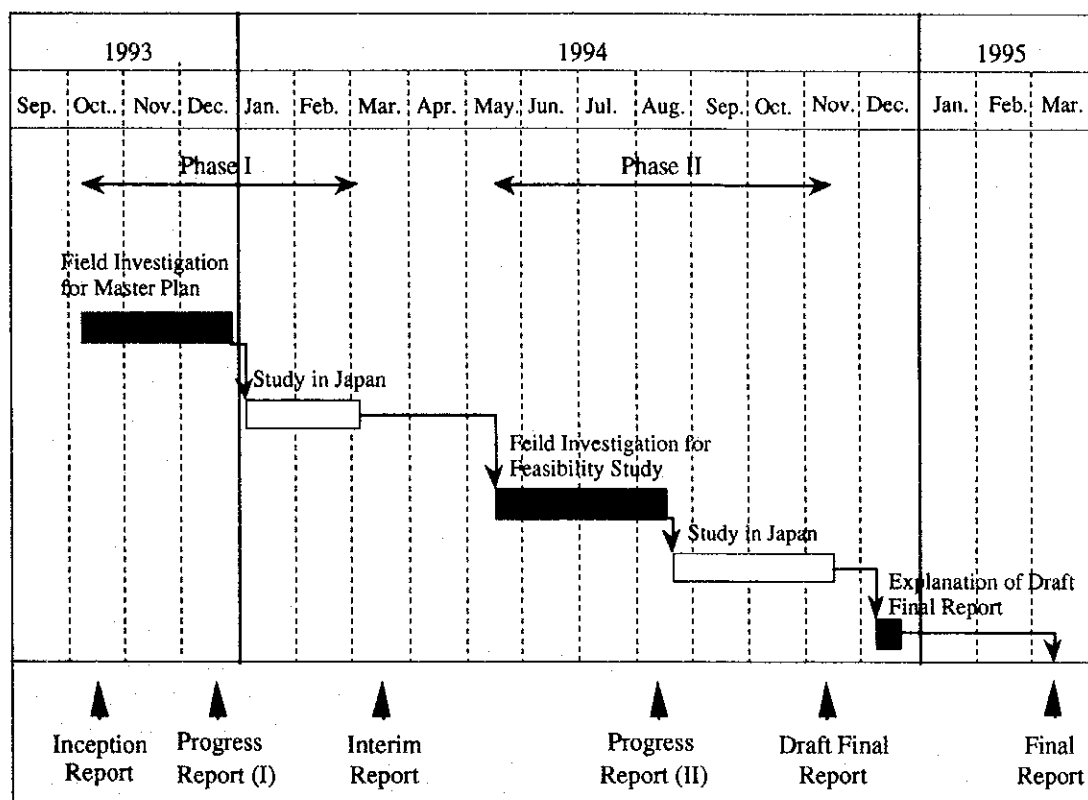 1993 1994 1995
Sep. Oct.. Nov. Dec. Jan. Feb. Mar. Apr. May. Jun. Jul. Aug. Sep. Oct. Nov. Dec. Jan. Feb. Mar.
Phase I Phase II
Field Investigation
for Master Plan
Study in Japan
Feild Investigation for
Feasibility Study
Study in Japan
Explanation of Draft
Final Report
Inception
Report
Progress
Report (I)
Interim
Report
Progress
Report (II)
Draft Final
Report
Final
Report